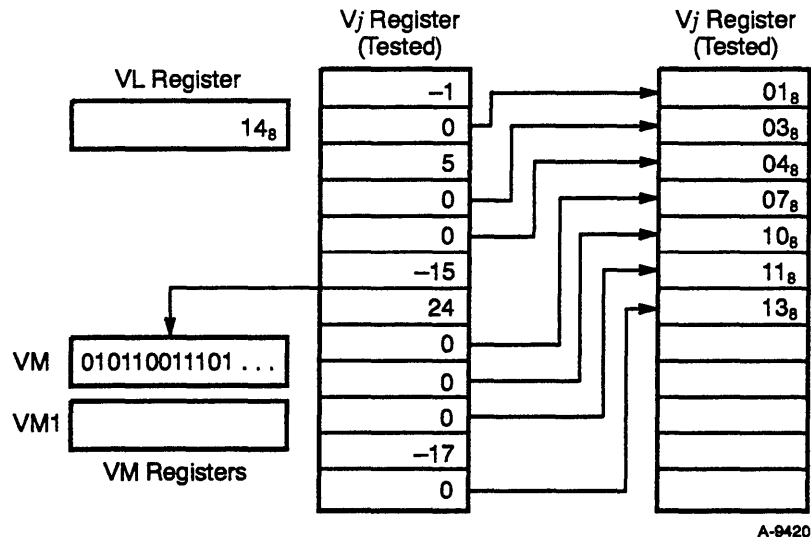 Vj Register
(Tested)
Vj Register
(Tested)
VL Register
14₈
–1
0
5
0
0
–15
24
0
0
0
–17
0
01₈
03₈
04₈
07₈
10₈
11₈
13₈
VM
010110011101 . . .
VM1
VM Registers
A-9420